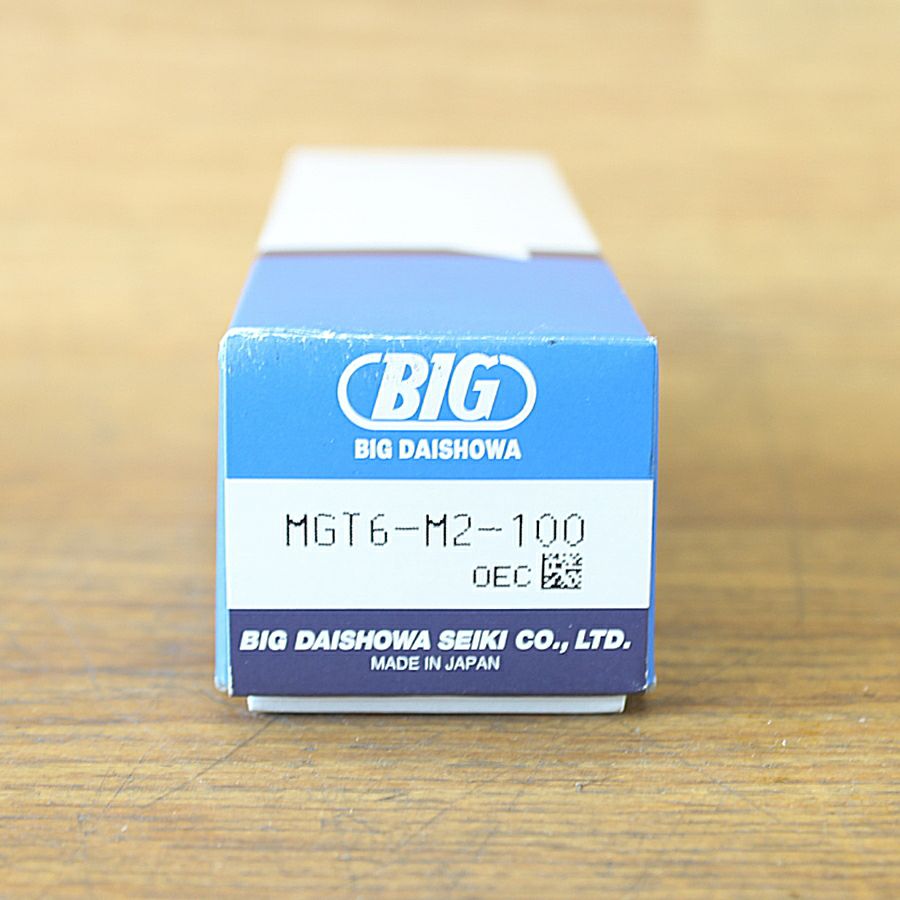 BIG
BIG DAISHOWA
MGT6-M2-100
OEC
BIG DAISHOWA SEIKI CO., LTD.
MADE IN JAPAN